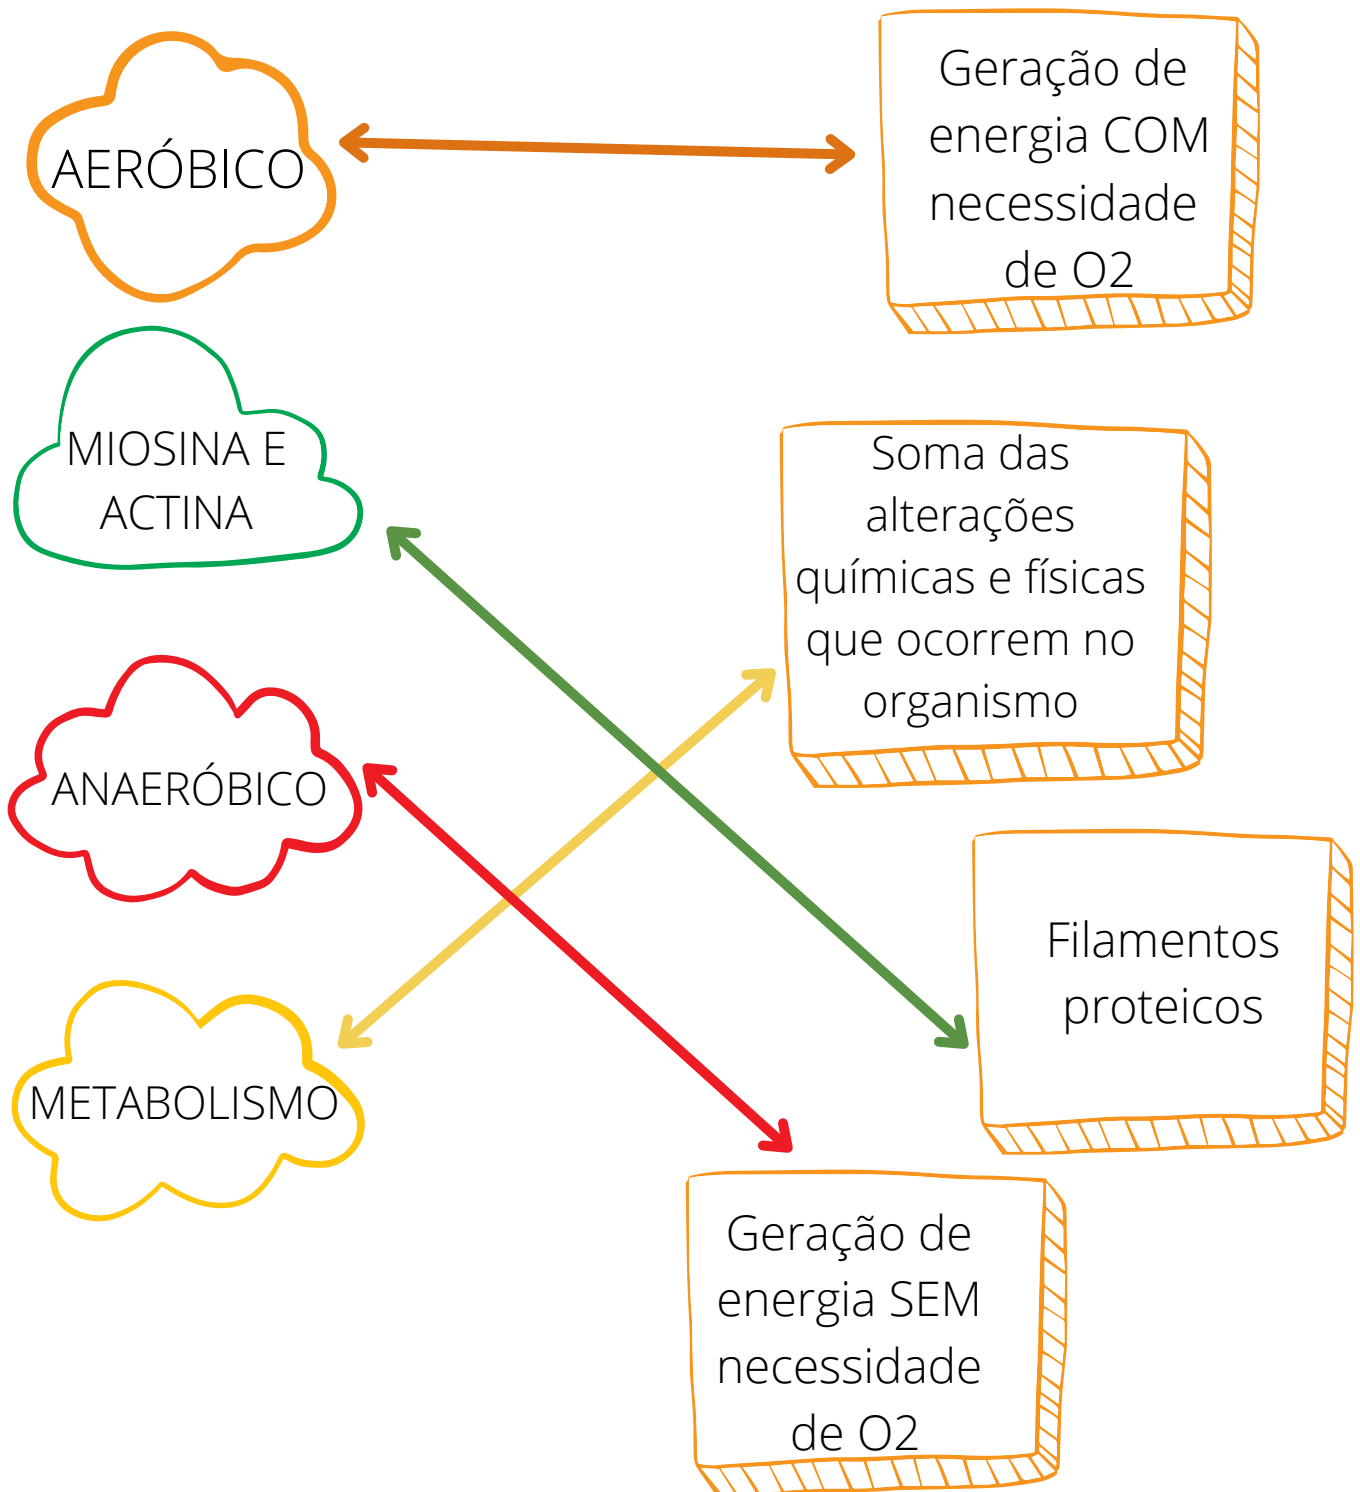 AERÓBICO
Geração de
energia COM
necessidade
de O2
MIOSINA E
ACTINA
Soma das
alterações
químicas e físicas
que ocorrem no
organismo
ANAERÓBICO
Filamentos
proteicos
METABOLISMO
Geração de
energia SEM
necessidade
de O2